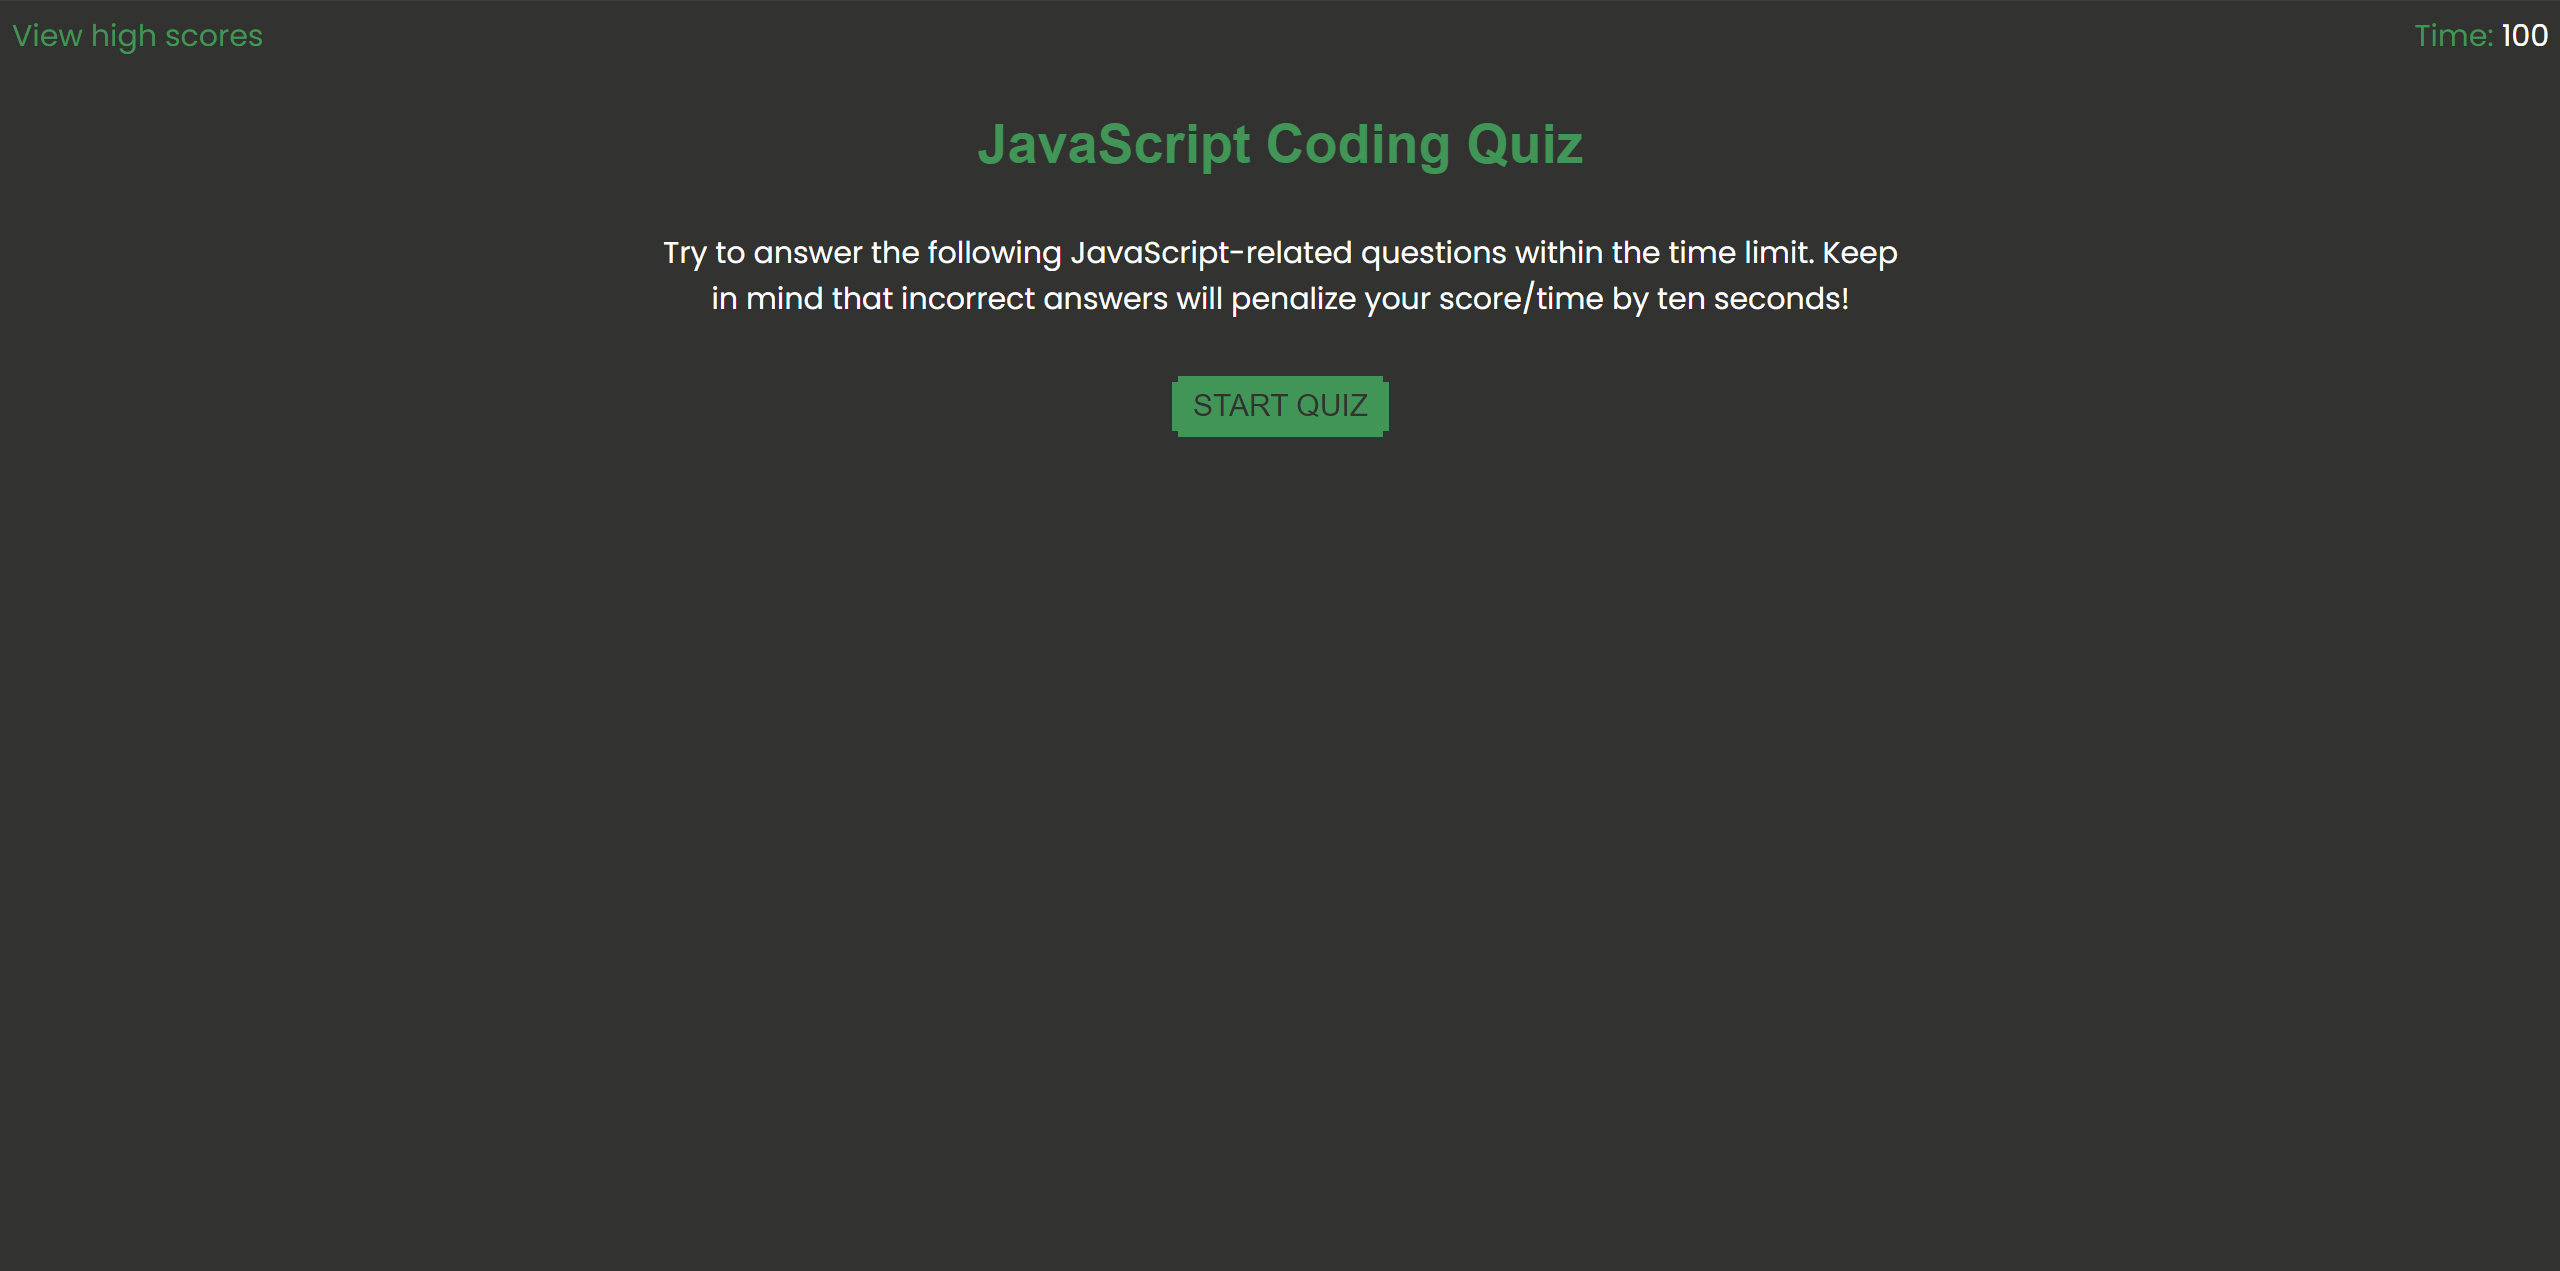 View high scores
Time: 100
JavaScript Coding Quiz
Try to answer the following JavaScript-related questions within the time limit. Keep
in mind that incorrect answers will penalize your score/time by ten seconds!
START QUIZ